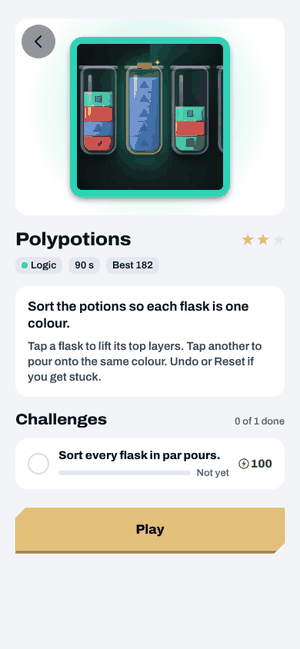 Polypotions
Logic
90 s
Best 182
Sort the potions so each flask is one
colour.
Tap a flask to lift its top layers. Tap another to
pour onto the same colour. Undo or Reset if
you get stuck.
Challenges
0 of 1 done
Sort every flask in par pours.
Not yet
100
Play